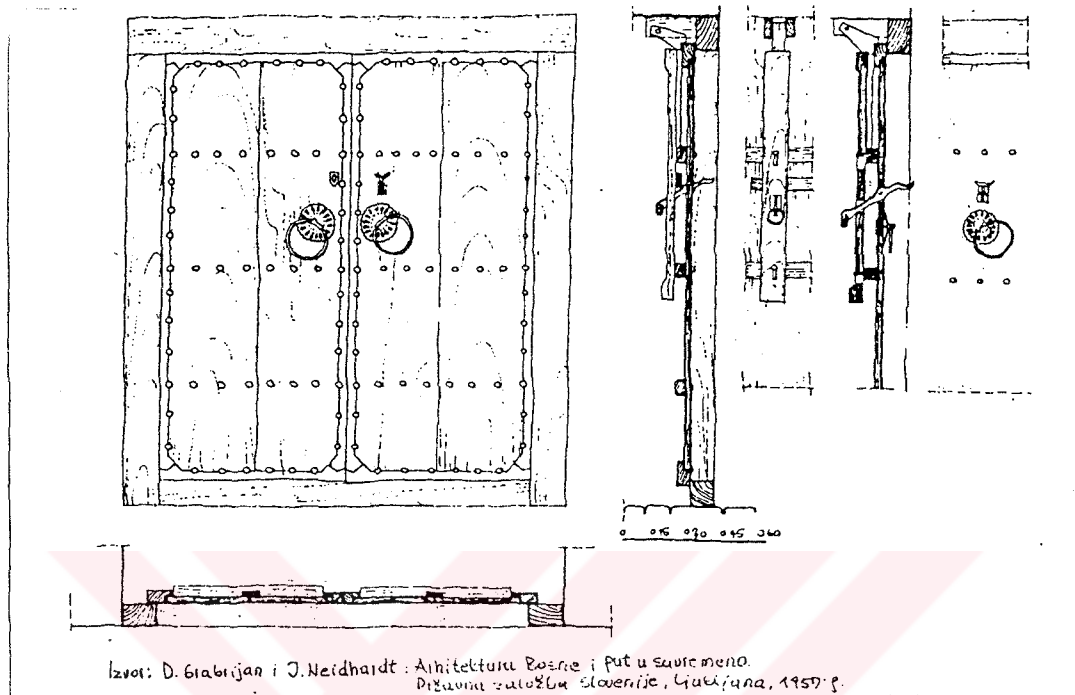 0 0.15 0.30 0.45 0.60
Izvor: D. Grabrijan i J. Neidhardt: Arhitektura Bosne i put u savremeno.
Državna založba Slovenije, Ljubljana, 1957. g.